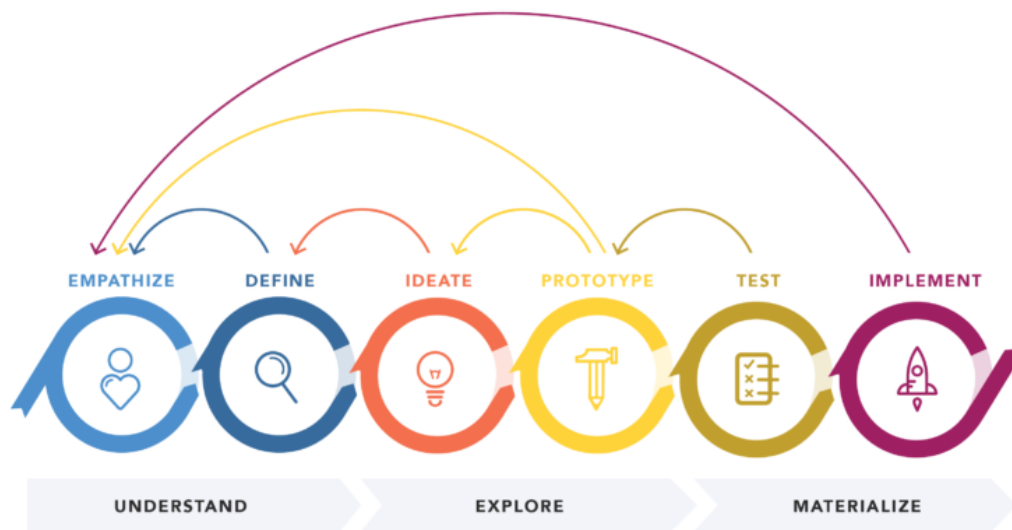 EMPATHIZE
DEFINE
IDEATE
PROTOTYPE
TEST
IMPLEMENT
UNDERSTAND
EXPLORE
MATERIALIZE